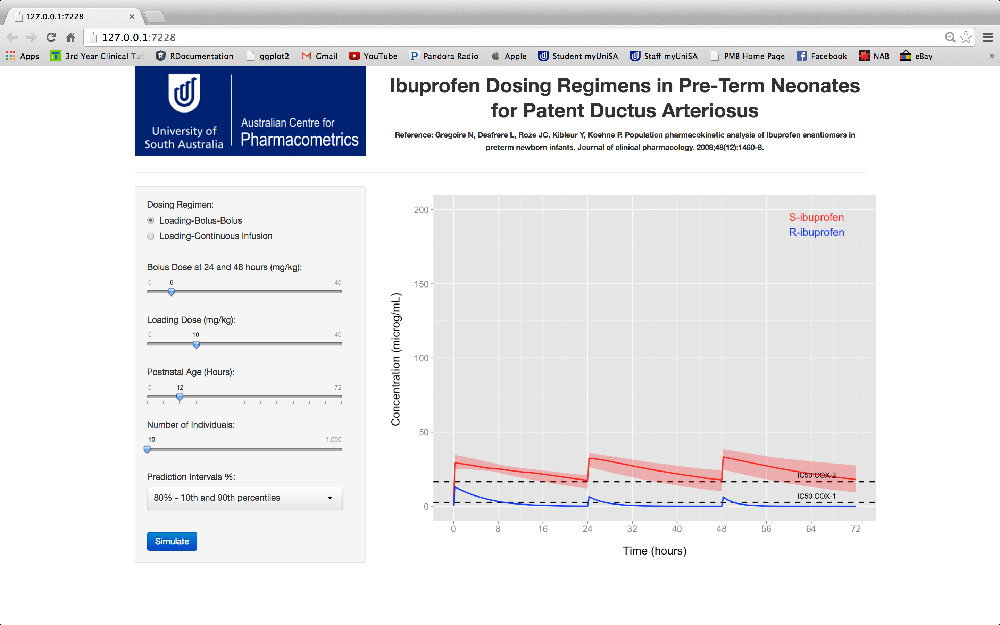 127.0.0.1:7228
127.0.0.1:7228
Apps 3rd Year Clinical Tut RDocumentation ggplot2 Gmail YouTube Pandora Radio Apple Student myUniSA Staff myUniSA PMB Home Page Facebook NAB eBay »
University of
South Australia
Australian Centre for
Pharmacometrics
Ibuprofen Dosing Regimens in Pre-Term Neonates
for Patent Ductus Arteriosus
Reference: Gregoire N, Desfrere L, Roze JC, Kibleur Y, Koehne P. Population pharmacokinetic analysis of Ibuprofen enantiomers in
preterm newborn infants. Journal of clinical pharmacology. 2008;48(12):1460-8.
Dosing Regimen:
Loading-Bolus-Bolus
Loading-Continuous Infusion
Bolus Dose at 24 and 48 hours (mg/kg):
0 5 40
Loading Dose (mg/kg):
0 10 40
Postnatal Age (Hours):
0 12 72
Number of Individuals:
10 1,000
Prediction Intervals %:
80% - 10th and 90th percentiles
Simulate
Concentration (microg/mL)
200
150
100
50
0
S-ibuprofen
R-ibuprofen
IC50 COX-2
IC50 COX-1
0 8 16 24 32 40 48 56 64 72
Time (hours)